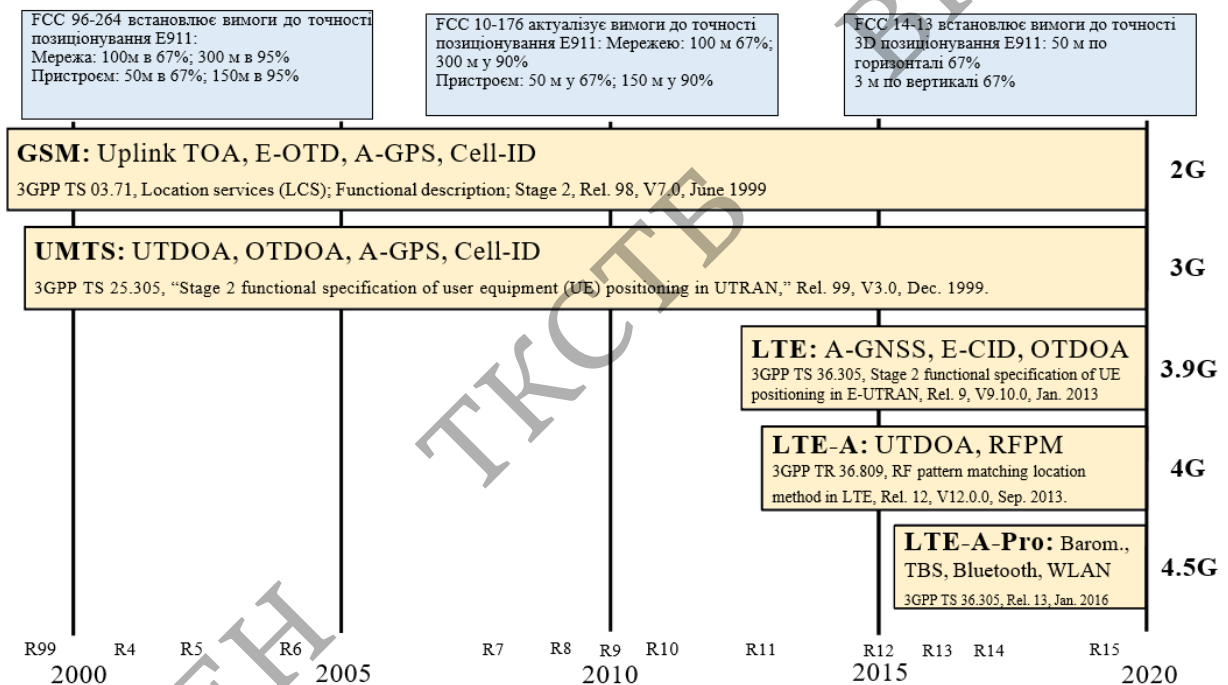 FCC 96-264 встановлює вимоги до точності
позиціонування E911:
Мережа: 100м в 67%; 300 м в 95%
Пристроєм: 50м в 67%; 150м в 95%
FCC 10-176 актуалізує вимоги до точності
позиціонування E911: Мережею: 100 м 67%;
300 м у 90%
Пристроєм: 50 м у 67%; 150 м у 90%
FCC 14-13 встановлює вимоги до точності
3D позиціонування E911: 50 м по
горизонталі 67%
3 м по вертикалі 67%
GSM: Uplink TOA, E-OTD, A-GPS, Cell-ID
3GPP TS 03.71, Location services (LCS); Functional description; Stage 2, Rel. 98, V7.0, June 1999
2G
UMTS: UTDOA, OTDOA, A-GPS, Cell-ID
3GPP TS 25.305, “Stage 2 functional specification of user equipment (UE) positioning in UTRAN,” Rel. 99, V3.0, Dec. 1999.
3G
LTE: A-GNSS, E-CID, OTDOA
3GPP TS 36.305, Stage 2 functional specification of UE
positioning in E-UTRAN, Rel. 9, V9.10.0, Jan. 2013
3.9G
LTE-A: UTDOA, RFPM
3GPP TR 36.809, RF pattern matching location
method in LTE, Rel. 12, V12.0.0, Sep. 2013.
4G
LTE-A-Pro: Barom.,
TBS, Bluetooth, WLAN
3GPP TS 36.305, Rel. 13, Jan. 2016
4.5G
R99 R4 R5 R6 R7 R8 R9 R10 R11 R12 R13 R14 R15
2000 2005 2010 2015 2020
ТКСТБ